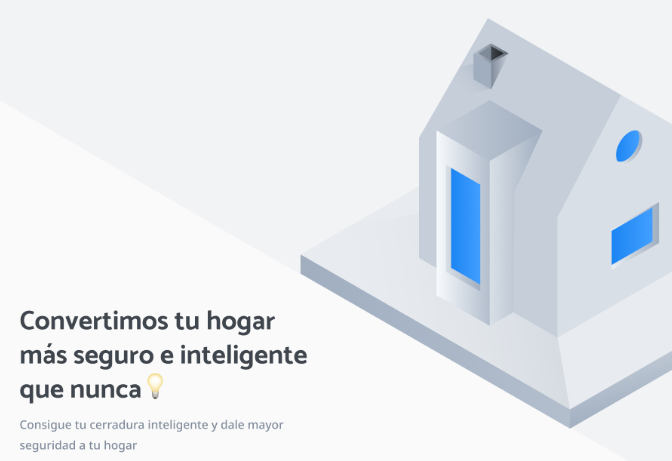 Convertimos tu hogar
más seguro e inteligente
que nunca💡
Consigue tu cerradura inteligente y dale mayor
seguridad a tu hogar